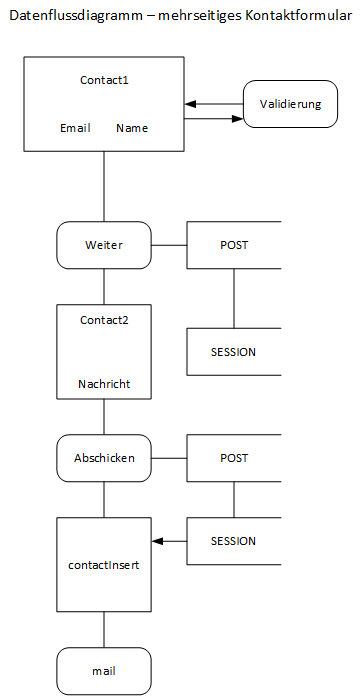 Datenflussdiagramm – mehrseitiges Kontaktformular
Contact1
Validierung
Email Name
Weiter
POST
Contact2
SESSION
Nachricht
Abschicken
POST
SESSION
contactInsert
mail